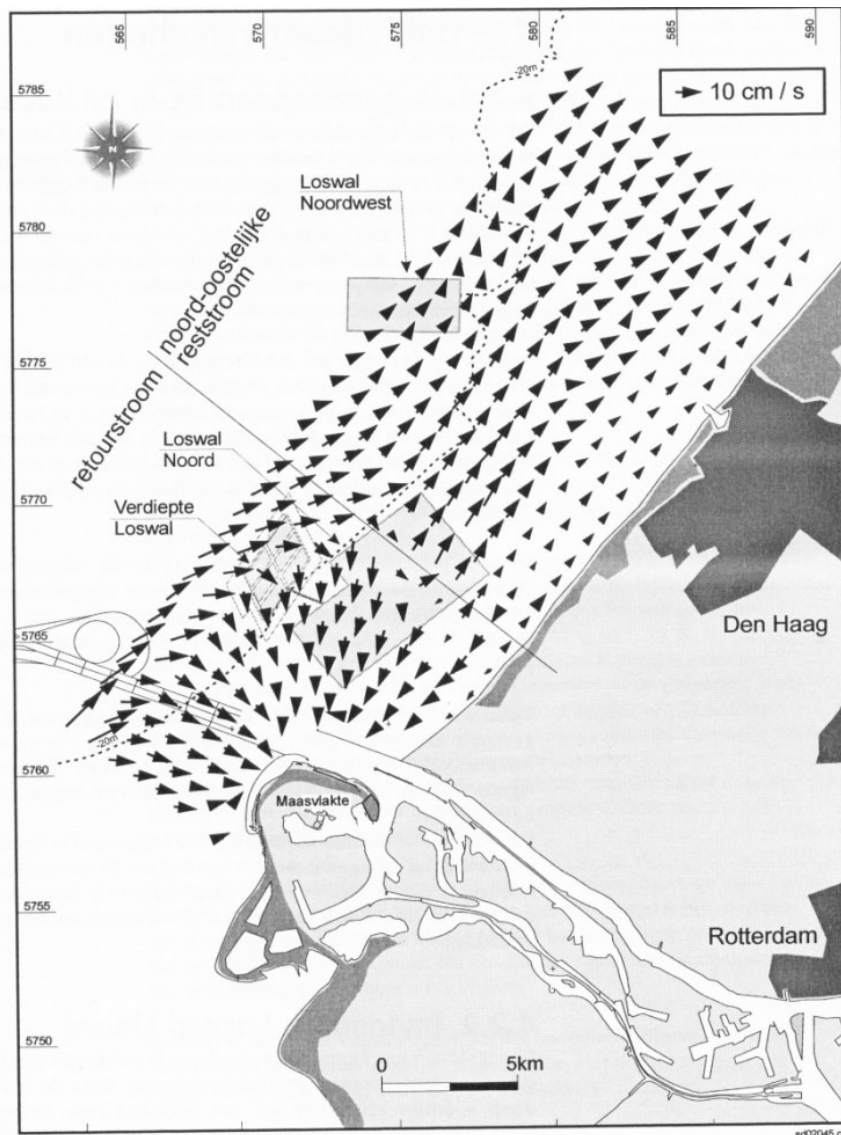 565
570
575
580
585
590
5785
5780
5775
5770
5765
5760
5755
5750
-20m
10 cm / s
N
Loswal
Noordwest
noord-oostelijke
reststroom
retourstroom
Loswal
Noord
Verdiepte
Loswal
Den Haag
-20m
Maasvlakte
Rotterdam
0
5km